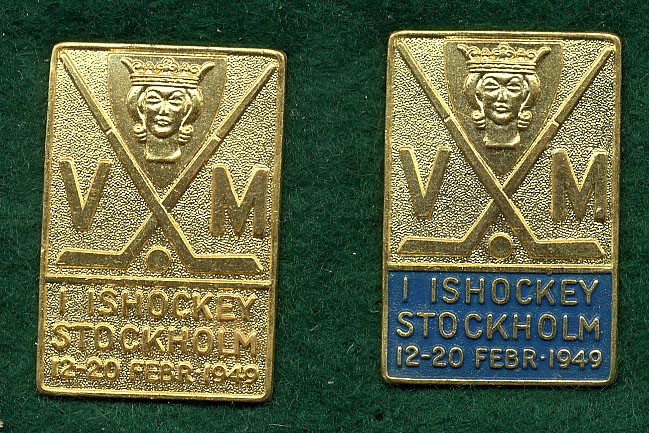 V M
I ISHOCKEY
STOCKHOLM
12-20 FEBR·1949
V M
I ISHOCKEY
STOCKHOLM
12-20 FEBR·1949